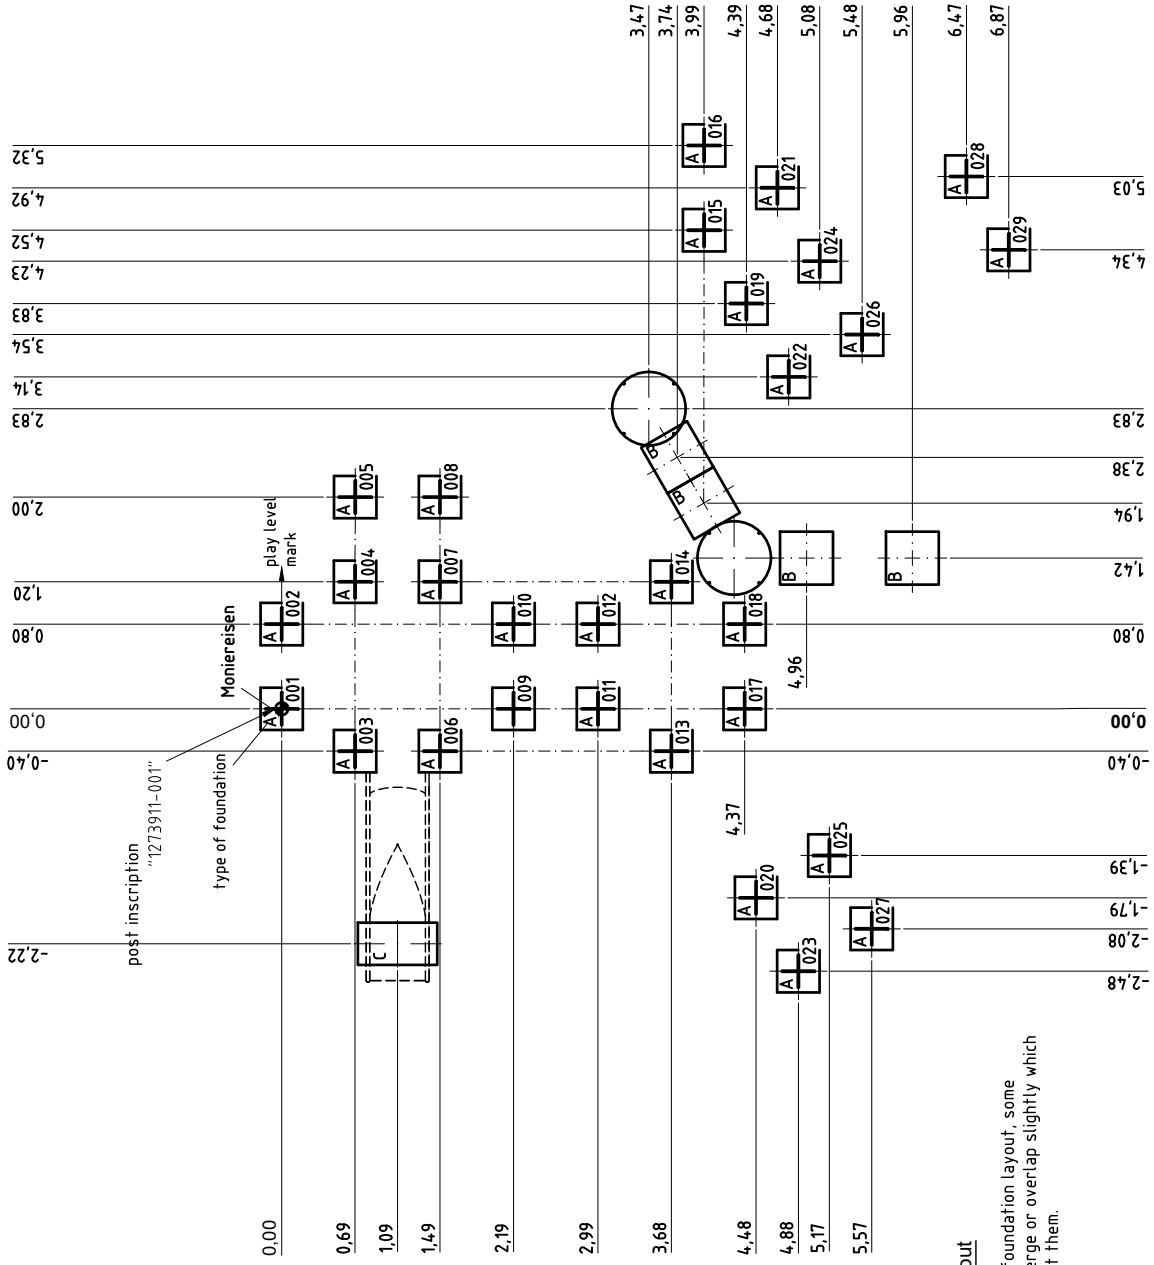 3,47
3,74
3,99
4,39
4,68
5,08
5,48
5,96
6,47
6,87
5,32
4,92
4,52
4,23
3,83
3,54
3,14
2,83
2,00
1,20
0,80
0,00
-0,40
-2,22
5,03
4,34
2,83
2,38
1,94
1,42
0,80
0,00
-0,40
-1,39
-1,79
-2,08
-2,48
A 016
A 021
A 028
A 015
A 024
A 029
A 019
A 026
A 022
B
B
B
B
A 005
A 008
play level
mark
A 004
A 007
A 014
A 002
A 010
A 012
A 018
Moniereisen
4,96
A 001
A 009
A 011
A 017
A 003
A 006
A 013
post inscription
"1273911-001"
type of foundation
4,37
A 025
A 020
A 027
A 023
C
0,00
0,69
1,09
1,49
2,19
2,99
3,68
4,48
4,88
5,17
5,57
out
foundation layout, some
erge or overlap slightly which
t them.